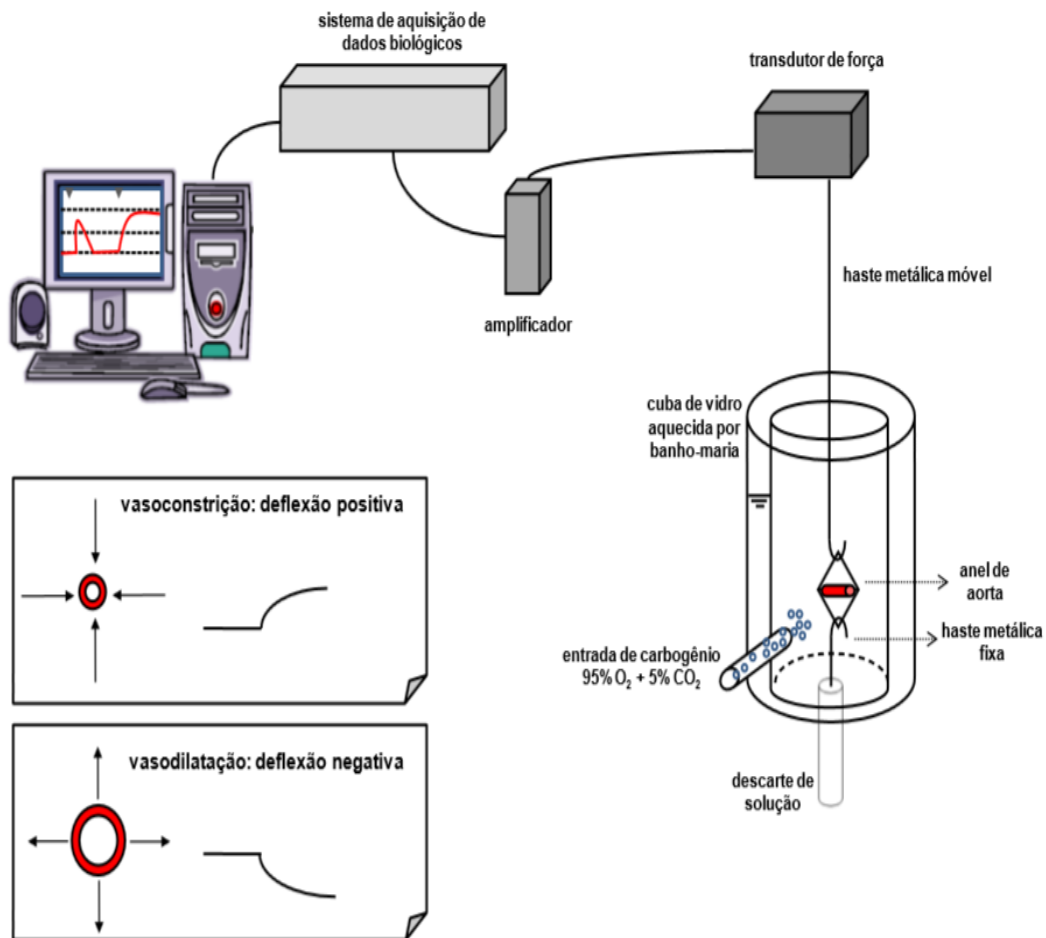 sistema de aquisição de
dados biológicos
transdutor de força
haste metálica móvel
amplificador
cuba de vidro
aquecida por
banho-maria
vasoconstrição: deflexão positiva
anel de
aorta
haste metálica
fixa
entrada de carbogênio
95% O₂ + 5% CO₂
vasodilatação: deflexão negativa
descarte de
solução